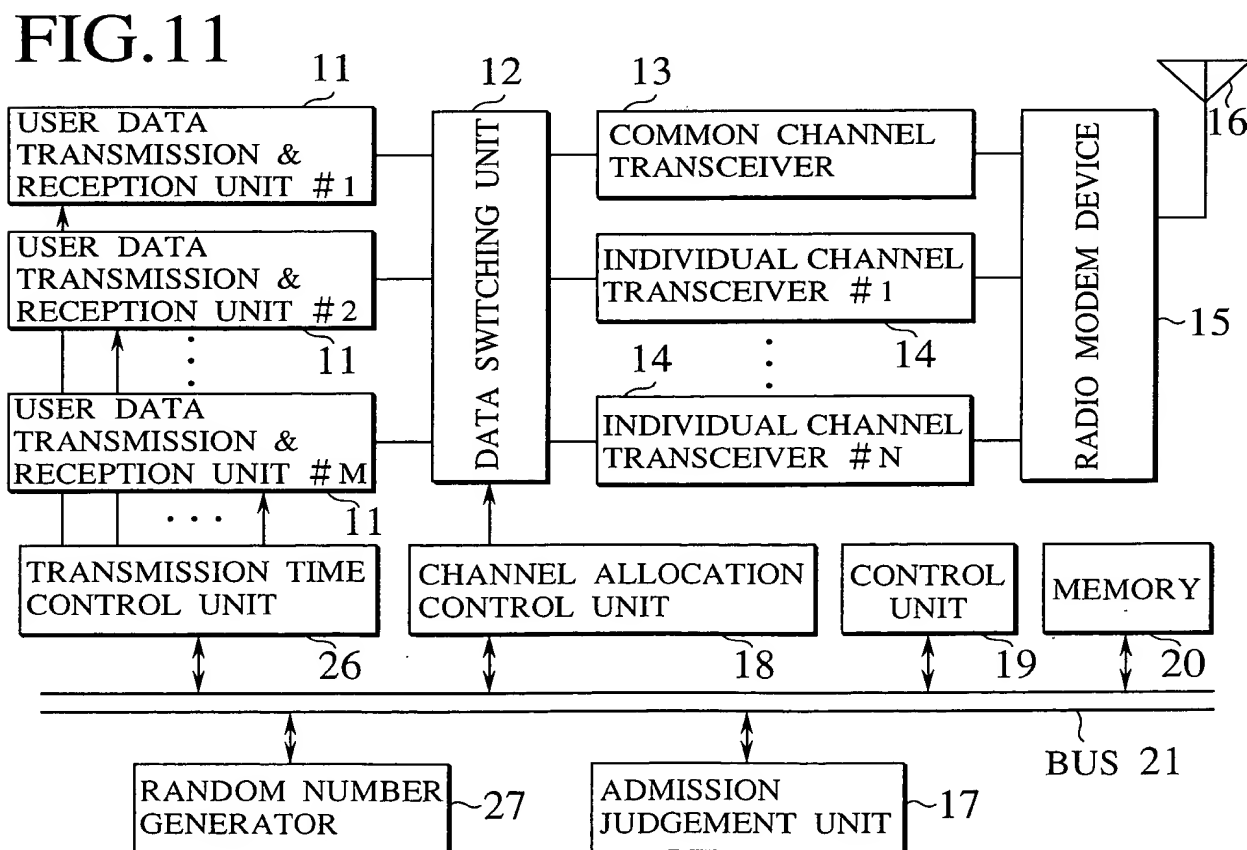 FIG.11
11
12
13
16
USER DATA
TRANSMISSION &
RECEPTION UNIT #1
DATA SWITCHING UNIT
COMMON CHANNEL
TRANSCEIVER
RADIO MODEM DEVICE
USER DATA
TRANSMISSION &
RECEPTION UNIT #2
11
INDIVIDUAL CHANNEL
TRANSCEIVER #1
14
15
14
USER DATA
TRANSMISSION &
RECEPTION UNIT #M
11
INDIVIDUAL CHANNEL
TRANSCEIVER #N
TRANSMISSION TIME
CONTROL UNIT
26
CHANNEL ALLOCATION
CONTROL UNIT
18
CONTROL
UNIT
19
MEMORY
20
BUS 21
RANDOM NUMBER
GENERATOR
27
ADMISSION
JUDGEMENT UNIT
17